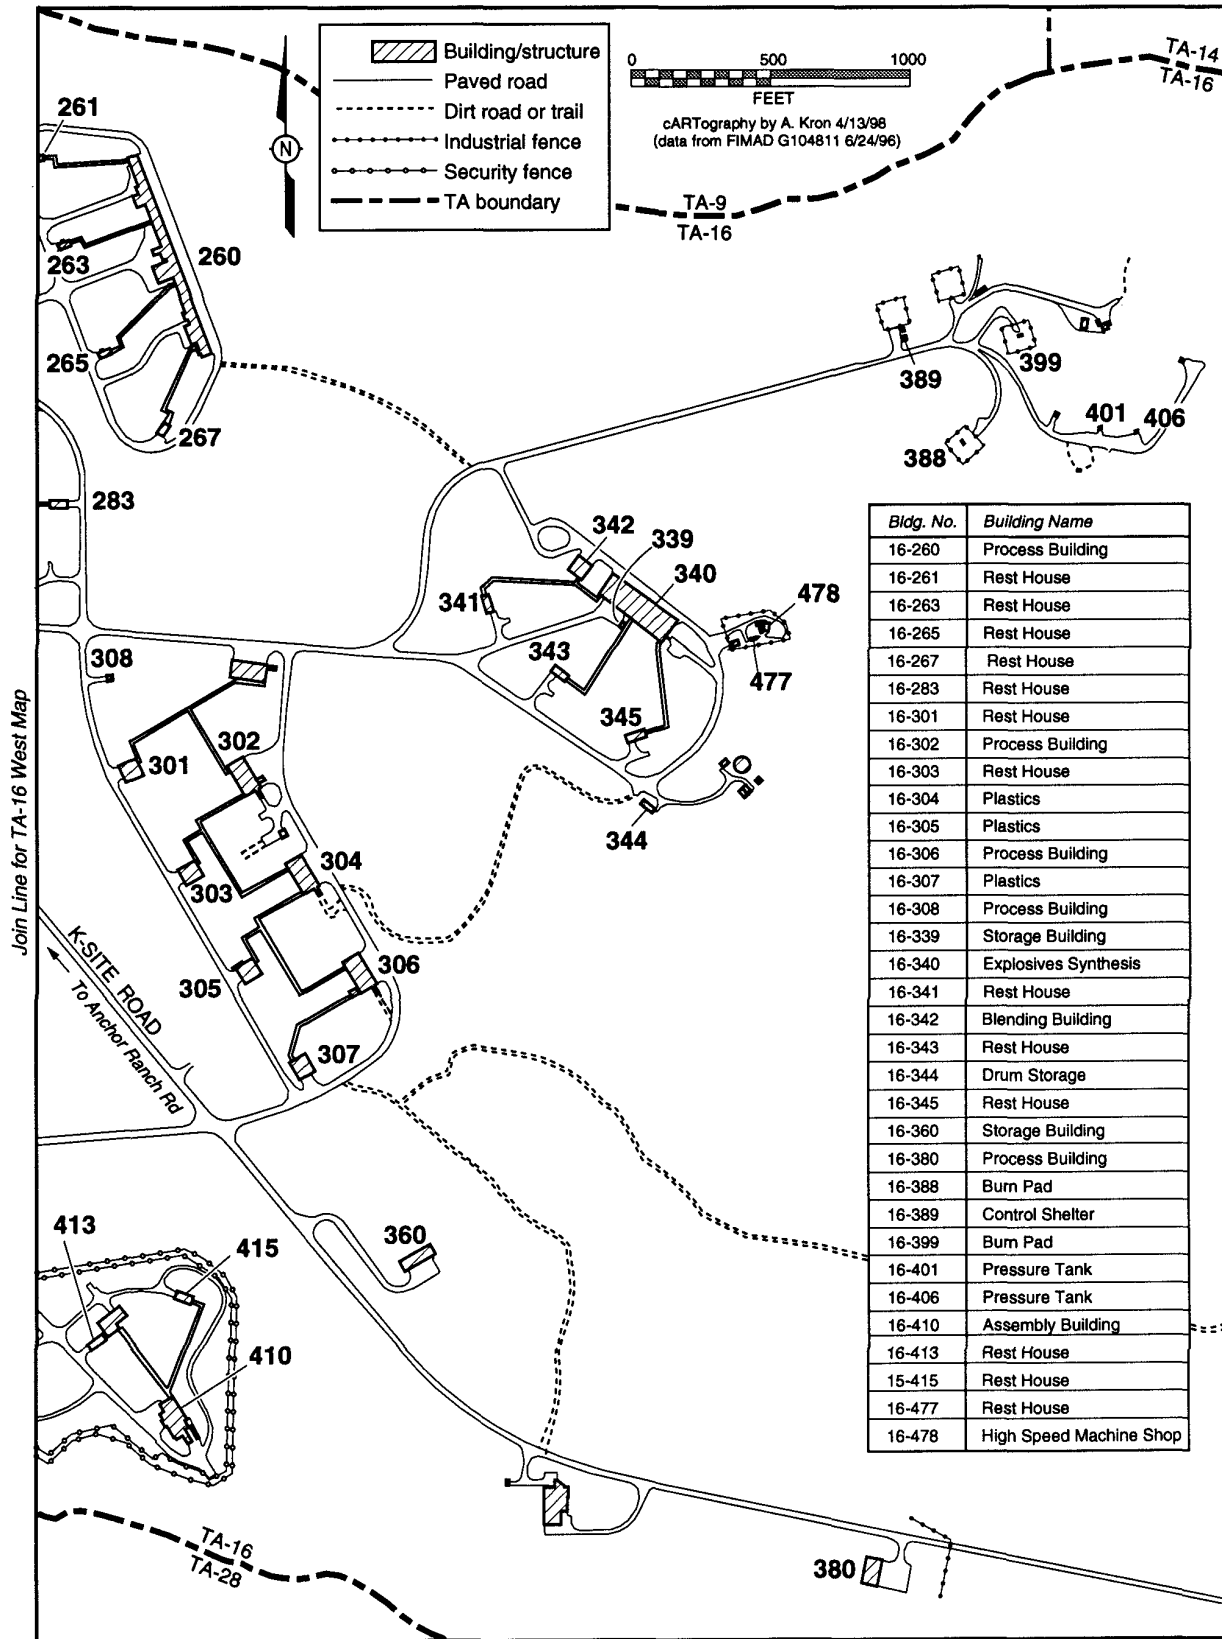 Building/structure
Paved road
Dirt road or trail
Industrial fence
Security fence
TA boundary
N
0 500 1000
FEET
cARTography by A. Kron 4/13/98
(data from FIMAD G104811 6/24/96)
TA-14
TA-16
TA-9
TA-16
261
263
260
265
267
283
389
399
401
406
388
342
339
340
341
478
343
477
345
308
301
302
344
303
304
305
306
307
Join Line for TA-16 West Map
K-SITE ROAD
To Anchor Ranch Rd
413
415
360
410
TA-16
TA-28
380
Bldg. No. Building Name
16-260 Process Building
16-261 Rest House
16-263 Rest House
16-265 Rest House
16-267 Rest House
16-283 Rest House
16-301 Rest House
16-302 Process Building
16-303 Rest House
16-304 Plastics
16-305 Plastics
16-306 Process Building
16-307 Plastics
16-308 Process Building
16-339 Storage Building
16-340 Explosives Synthesis
16-341 Rest House
16-342 Blending Building
16-343 Rest House
16-344 Drum Storage
16-345 Rest House
16-360 Storage Building
16-380 Process Building
16-388 Burn Pad
16-389 Control Shelter
16-399 Burn Pad
16-401 Pressure Tank
16-406 Pressure Tank
16-410 Assembly Building
16-413 Rest House
15-415 Rest House
16-477 Rest House
16-478 High Speed Machine Shop